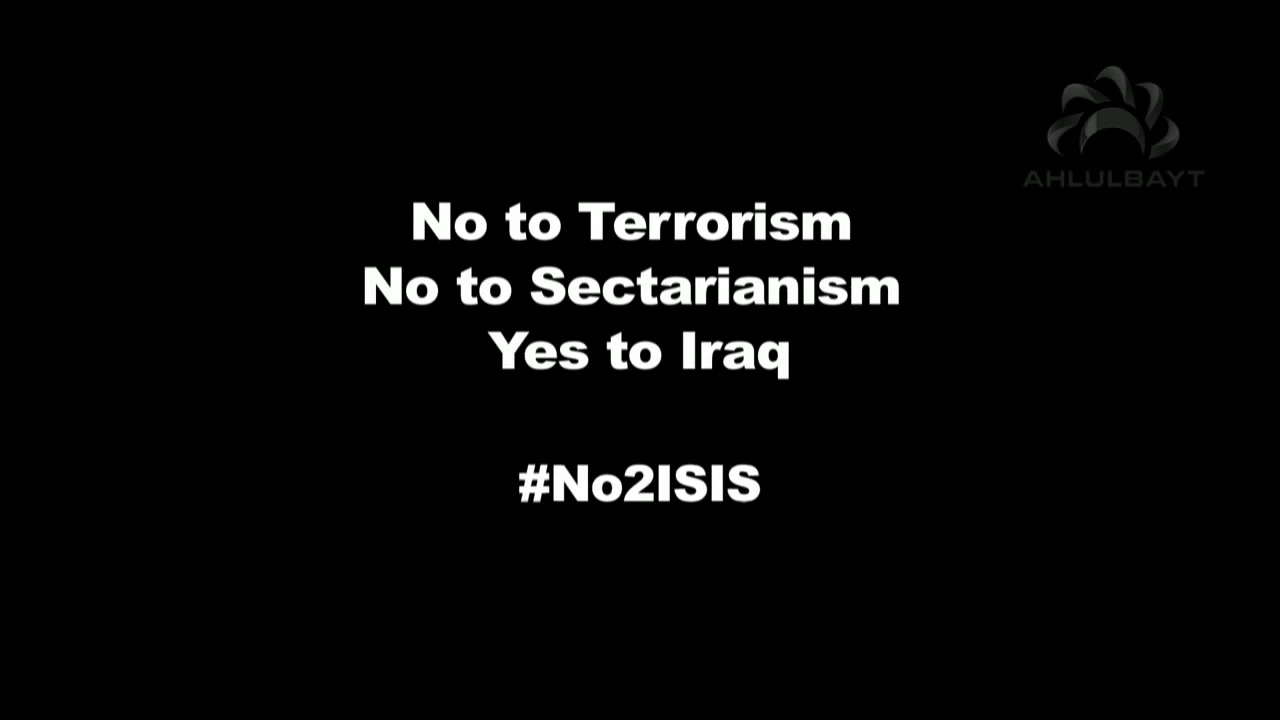 AHLULBAYT
No to Terrorism
No to Sectarianism
Yes to Iraq
#No2ISIS